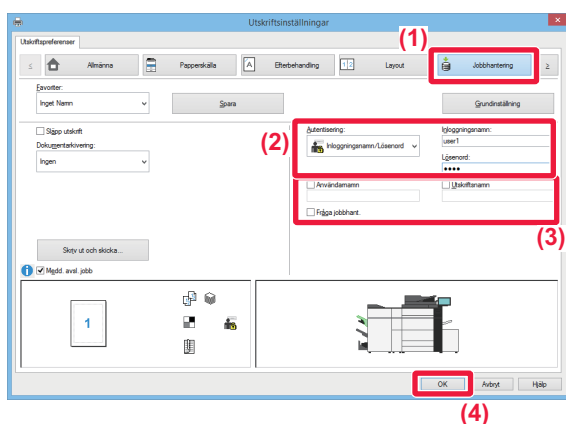 Utskriftsinställningar
(1)
Utskriftspreferenser
Allmänna
Papperskälla
A
Efterbehandling
1 2
Layout
Jobbhantering
Favoriter:
Inget Namn
Spara
Grundinställning
Släpp utskrift
Dokumentarkivering:
Ingen
(2)
Autentisering:
Inloggningsnamn/Lösenord
Inloggningsnamn:
user1
Lösenord:
••••
Användarnamn
Utskriftsnamn
Fråga jobbhant.
(3)
Skriv ut och skicka...
Medd. avsl. jobb
1
OK
Avbryt
Hjälp
(4)